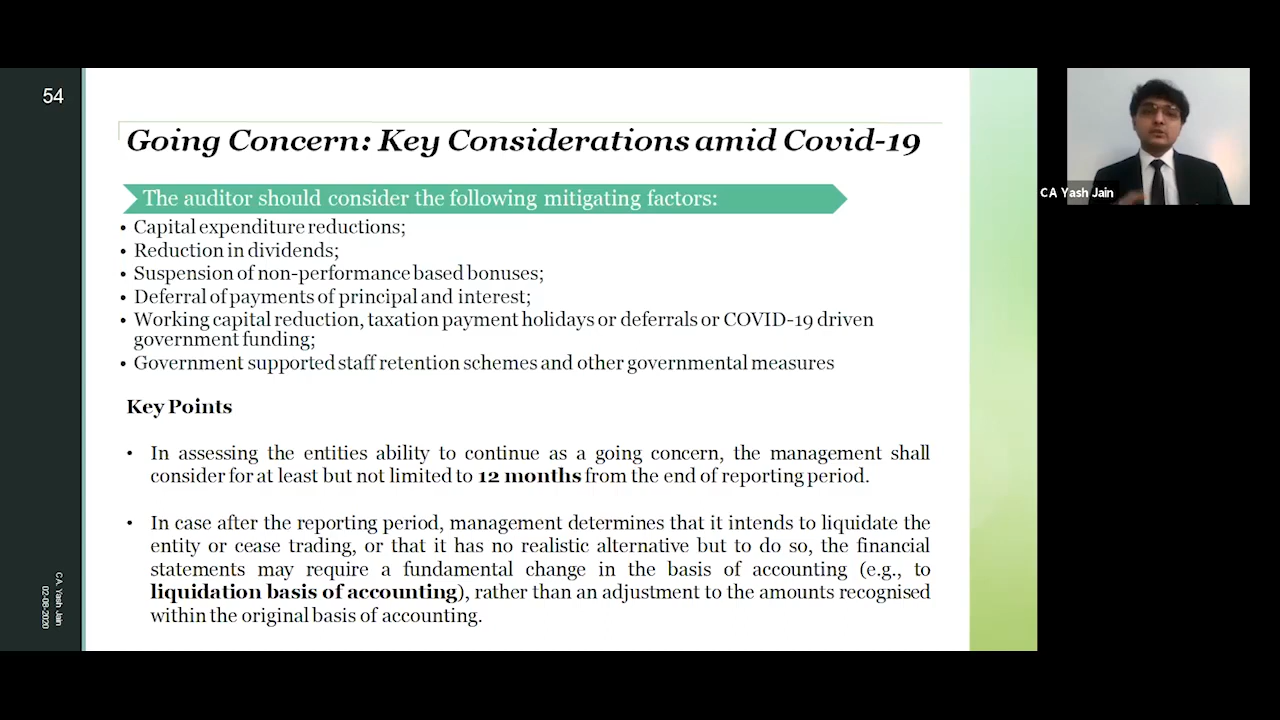 54
Going Concern: Key Considerations amid Covid-19
The auditor should consider the following mitigating factors:
• Capital expenditure reductions;
• Reduction in dividends;
• Suspension of non-performance based bonuses;
• Deferral of payments of principal and interest;
• Working capital reduction, taxation payment holidays or deferrals or COVID-19 driven
government funding;
• Government supported staff retention schemes and other governmental measures
Key Points
• In assessing the entities ability to continue as a going concern, the management shall
consider for at least but not limited to 12 months from the end of reporting period.
• In case after the reporting period, management determines that it intends to liquidate the
entity or cease trading, or that it has no realistic alternative but to do so, the financial
statements may require a fundamental change in the basis of accounting (e.g., to
liquidation basis of accounting), rather than an adjustment to the amounts recognised
within the original basis of accounting.
CA Yash Jain
02-08-2020
CA Yash Jain